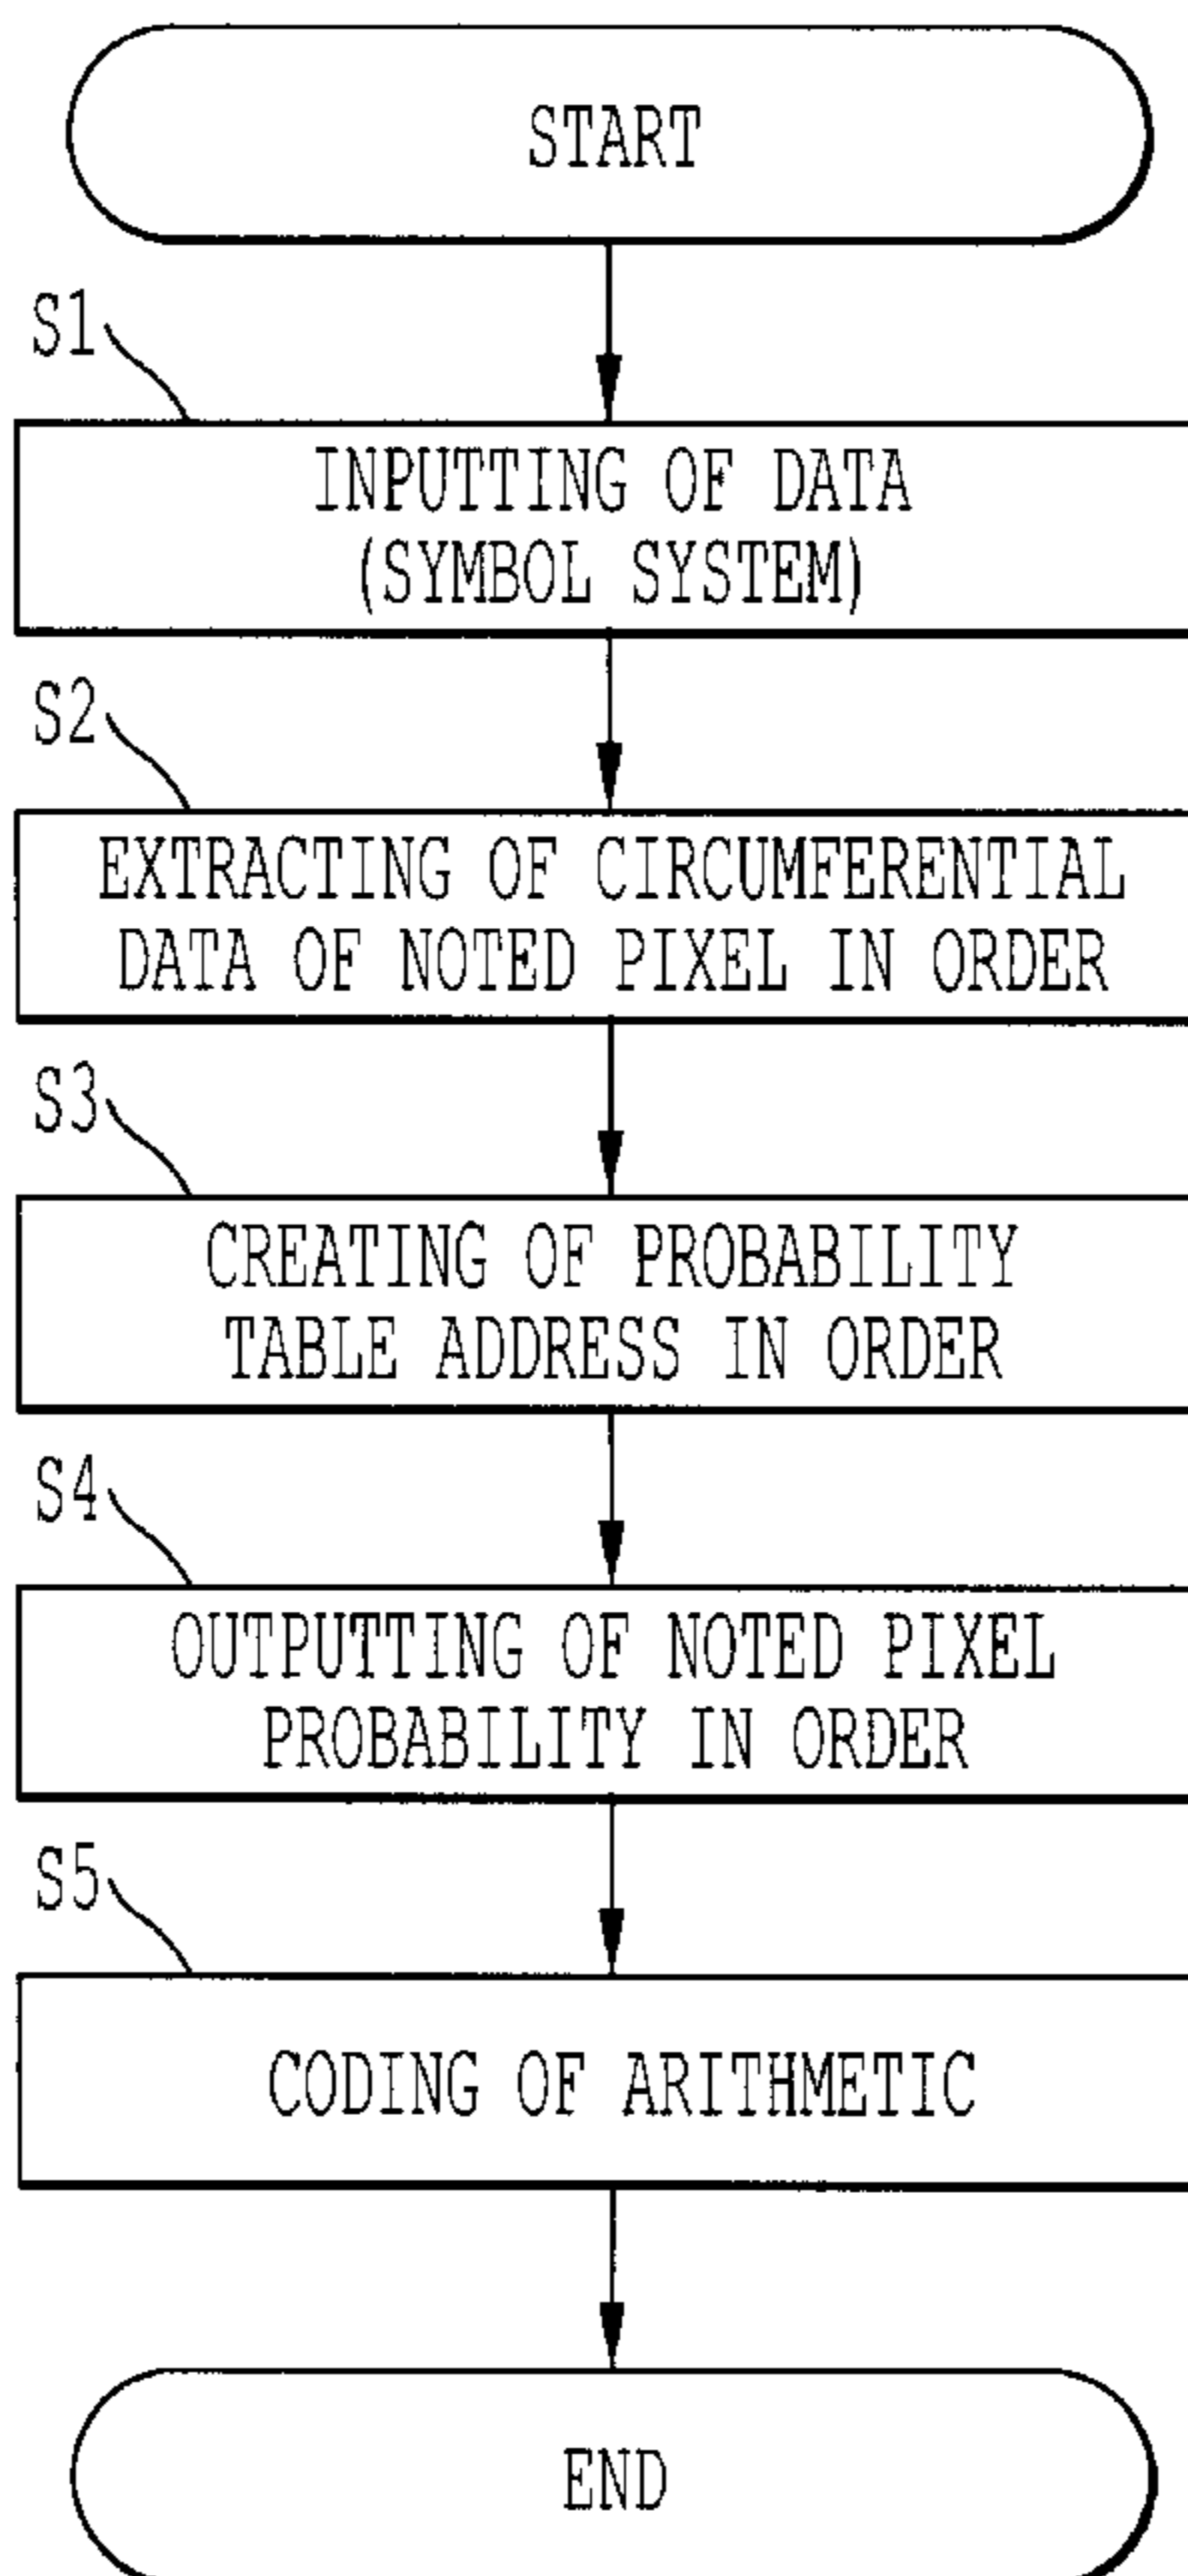 START
S1
INPUTTING OF DATA
(SYMBOL SYSTEM)
S2
EXTRACTING OF CIRCUMFERENTIAL
DATA OF NOTED PIXEL IN ORDER
S3
CREATING OF PROBABILITY
TABLE ADDRESS IN ORDER
S4
OUTPUTTING OF NOTED PIXEL
PROBABILITY IN ORDER
S5
CODING OF ARITHMETIC
END